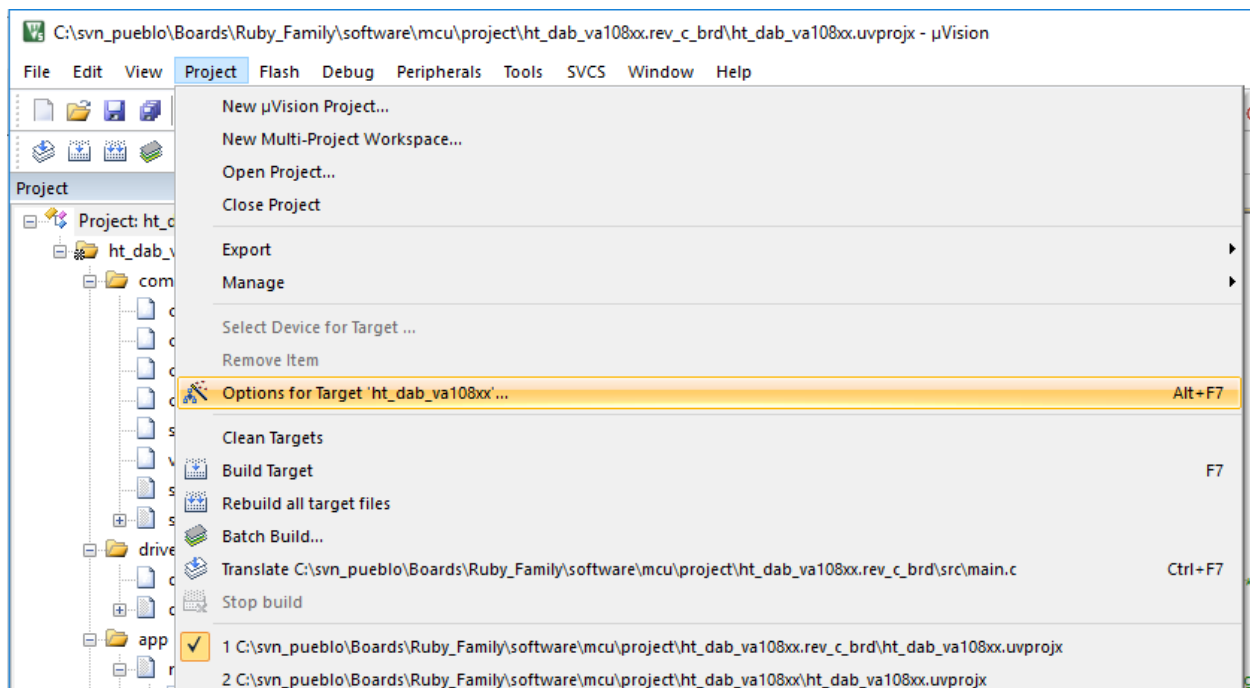 C:\svn_pueblo\Boards\Ruby_Family\software\mcu\project\ht_dab_va108xx.rev_c_brd\ht_dab_va108xx.uvprojx - µVision
File Edit View Project Flash Debug Peripherals Tools SVCS Window Help
New µVision Project...
New Multi-Project Workspace...
Open Project...
Project
Close Project
Project: ht_d
Export
ht_dab_v
Manage
com
Select Device for Target ...
Remove Item
Options for Target 'ht_dab_va108xx'... Alt+F7
Clean Targets
Build Target F7
Rebuild all target files
Batch Build...
drive
Translate C:\svn_pueblo\Boards\Ruby_Family\software\mcu\project\ht_dab_va108xx.rev_c_brd\src\main.c Ctrl+F7
Stop build
app
1 C:\svn_pueblo\Boards\Ruby_Family\software\mcu\project\ht_dab_va108xx.rev_c_brd\ht_dab_va108xx.uvprojx
2 C:\svn_pueblo\Boards\Ruby_Family\software\mcu\project\ht_dab_va108xx\ht_dab_va108xx.uvprojx